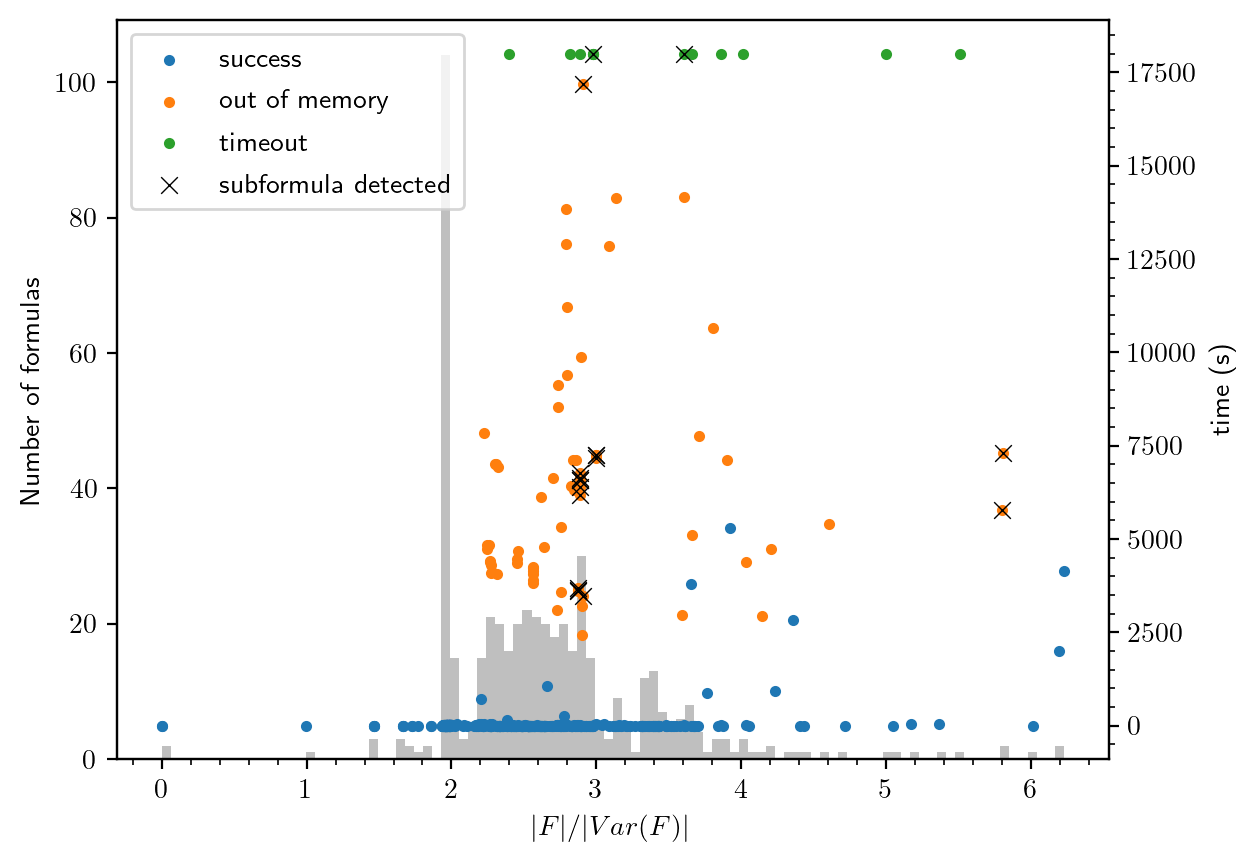 success
out of memory
timeout
subformula detected
100
80
60
40
20
0
Number of formulas
17500
15000
12500
10000
7500
5000
2500
0
time (s)
0 1 2 3 4 5 6
|F|/|Var(F)|